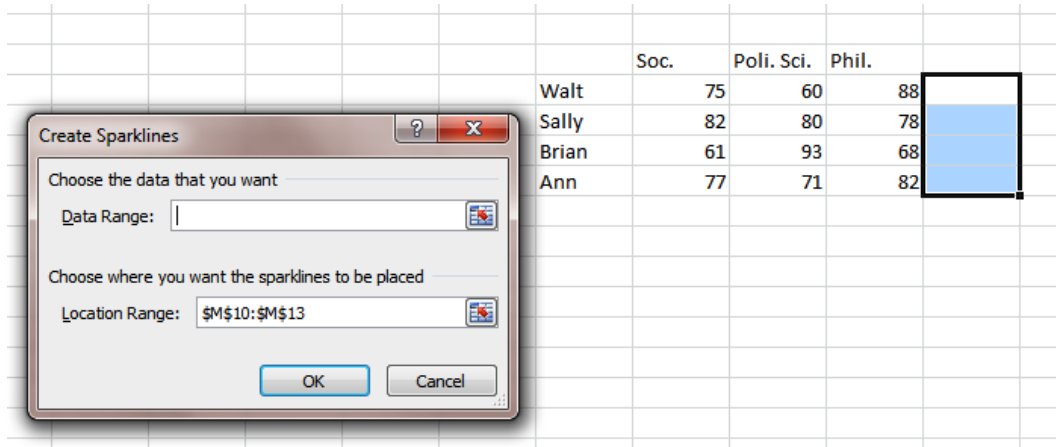 Soc. Poli. Sci. Phil.
Walt 75 60 88
Sally 82 80 78
Brian 61 93 68
Ann 77 71 82
Create Sparklines ?
Choose the data that you want
Data Range:
Choose where you want the sparklines to be placed
Location Range: $M$10:$M$13
OK Cancel